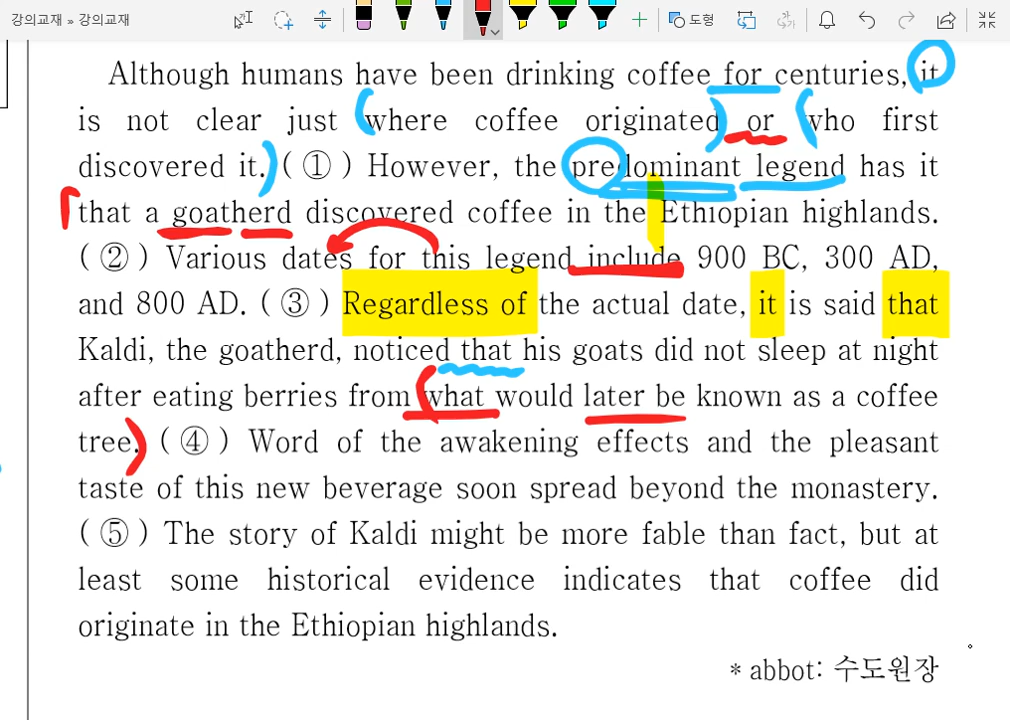 강의교재 » 강의교재
도형
Although humans have been drinking coffee for centuries, it
is not clear just where coffee originated or who first
discovered it. ( ① ) However, the predominant legend has it
that a goatherd discovered coffee in the Ethiopian highlands.
( ② ) Various dates for this legend include 900 BC, 300 AD,
and 800 AD. ( ③ ) Regardless of the actual date, it is said that
Kaldi, the goatherd, noticed that his goats did not sleep at night
after eating berries from what would later be known as a coffee
tree. ( ④ ) Word of the awakening effects and the pleasant
taste of this new beverage soon spread beyond the monastery.
( ⑤ ) The story of Kaldi might be more fable than fact, but at
least some historical evidence indicates that coffee did
originate in the Ethiopian highlands.
* abbot: 수도원장